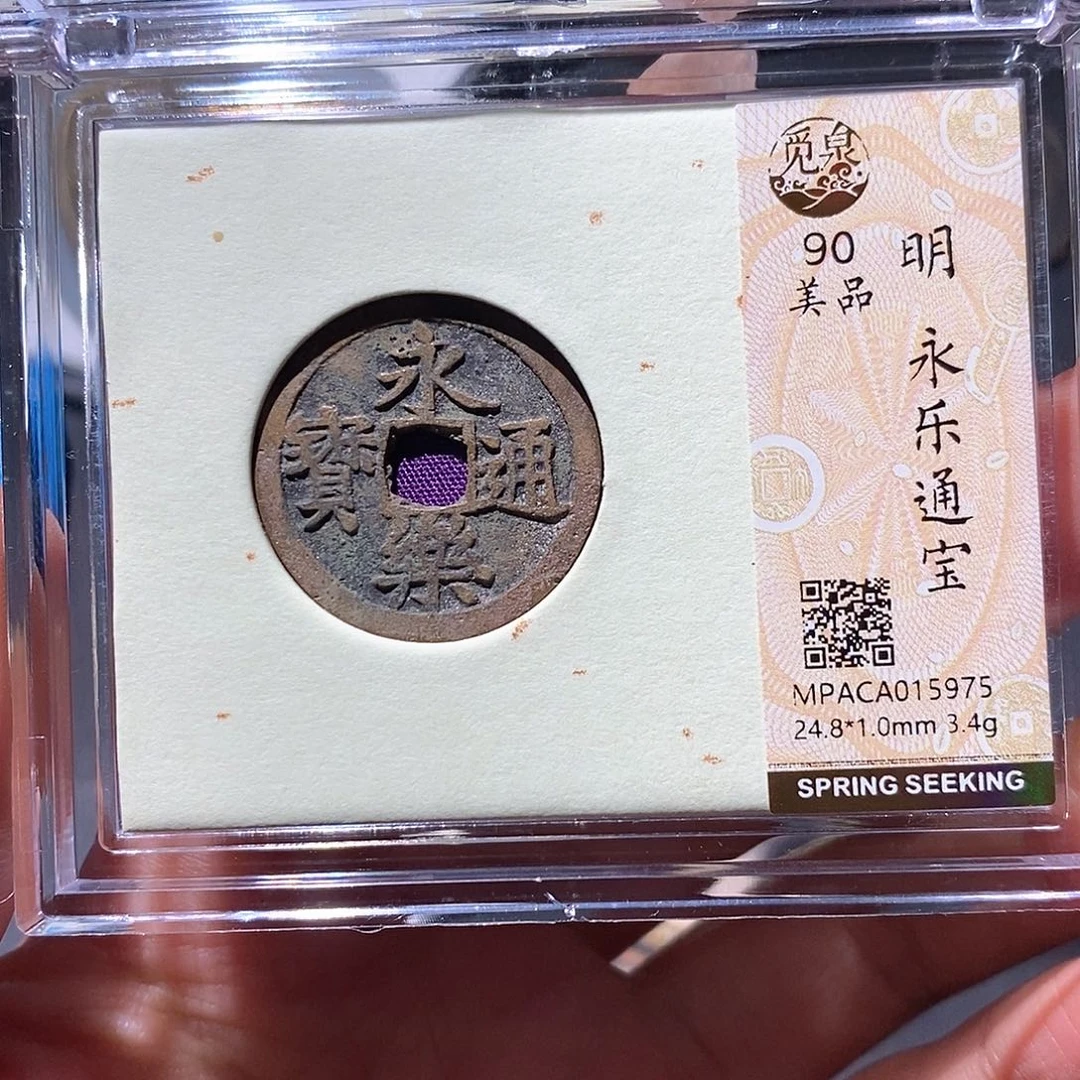 永樂通寶
觅泉
90
美品
明 永乐通宝
MPACA015975
24.8*1.0mm 3.4g
SPRING SEEKING